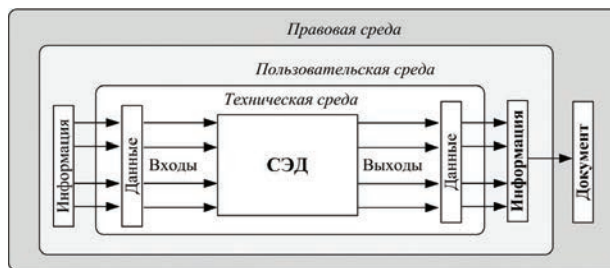 Правовая среда
Пользовательская среда
Техническая среда
Информация
Данные
Входы
СЭД
Выходы
Данные
Информация
Документ